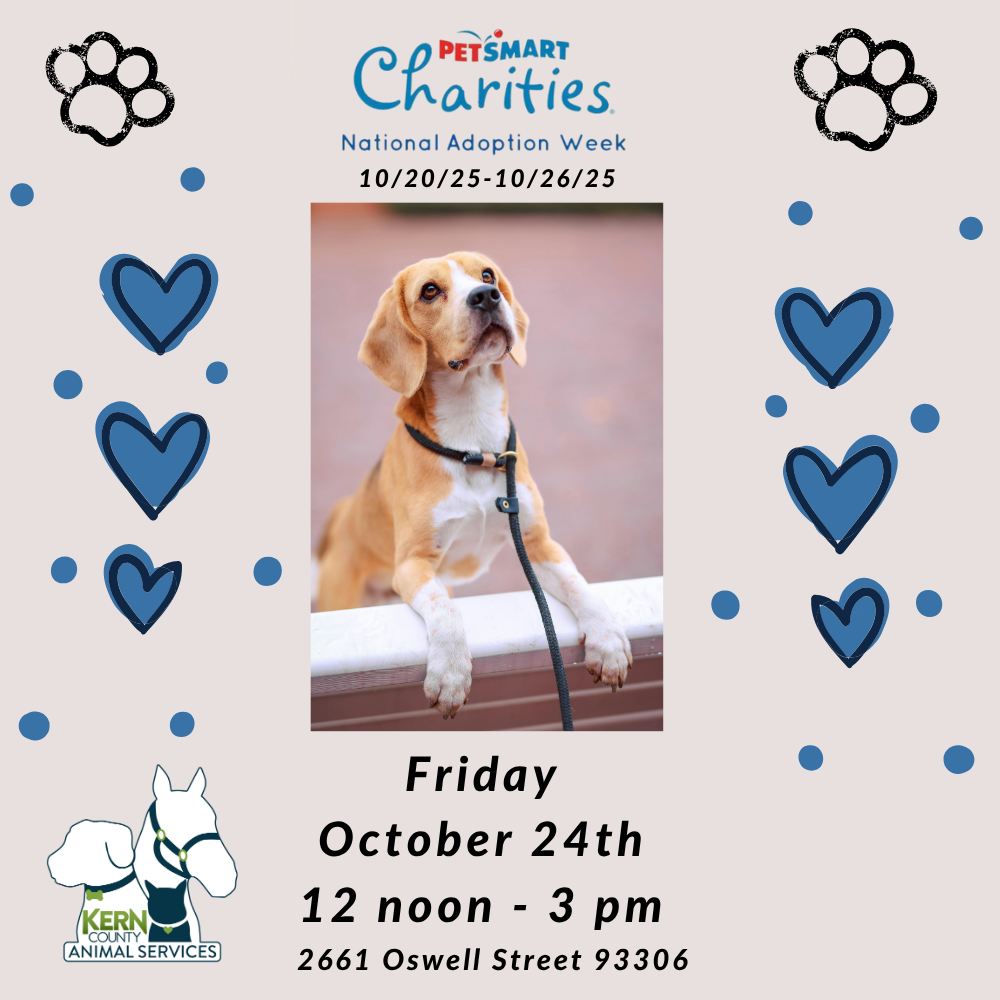 PETSMART
Charities®
National Adoption Week
10/20/25-10/26/25
Friday
October 24th
12 noon - 3 pm
2661 Oswell Street 93306
KERN
COUNTY
ANIMAL SERVICES